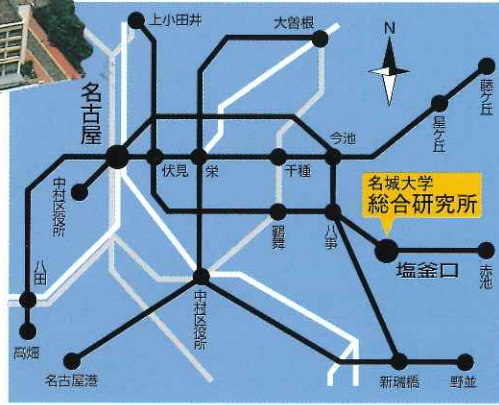 上小田井
大曽根
N
藤ケ丘
星ケ丘
名古屋
伏見
栄
千種
今池
中村区役所
名城大学
総合研究所
鶴舞
八事
塩釜口
赤池
八田
中村区役所
高畑
名古屋港
新瑞橋
野並